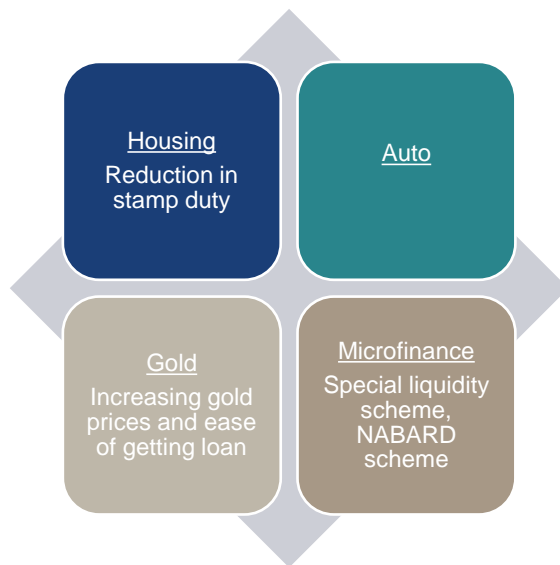 Housing
Reduction in
stamp duty
Auto
Gold
Increasing gold
prices and ease
of getting loan
Microfinance
Special liquidity
scheme,
NABARD
scheme